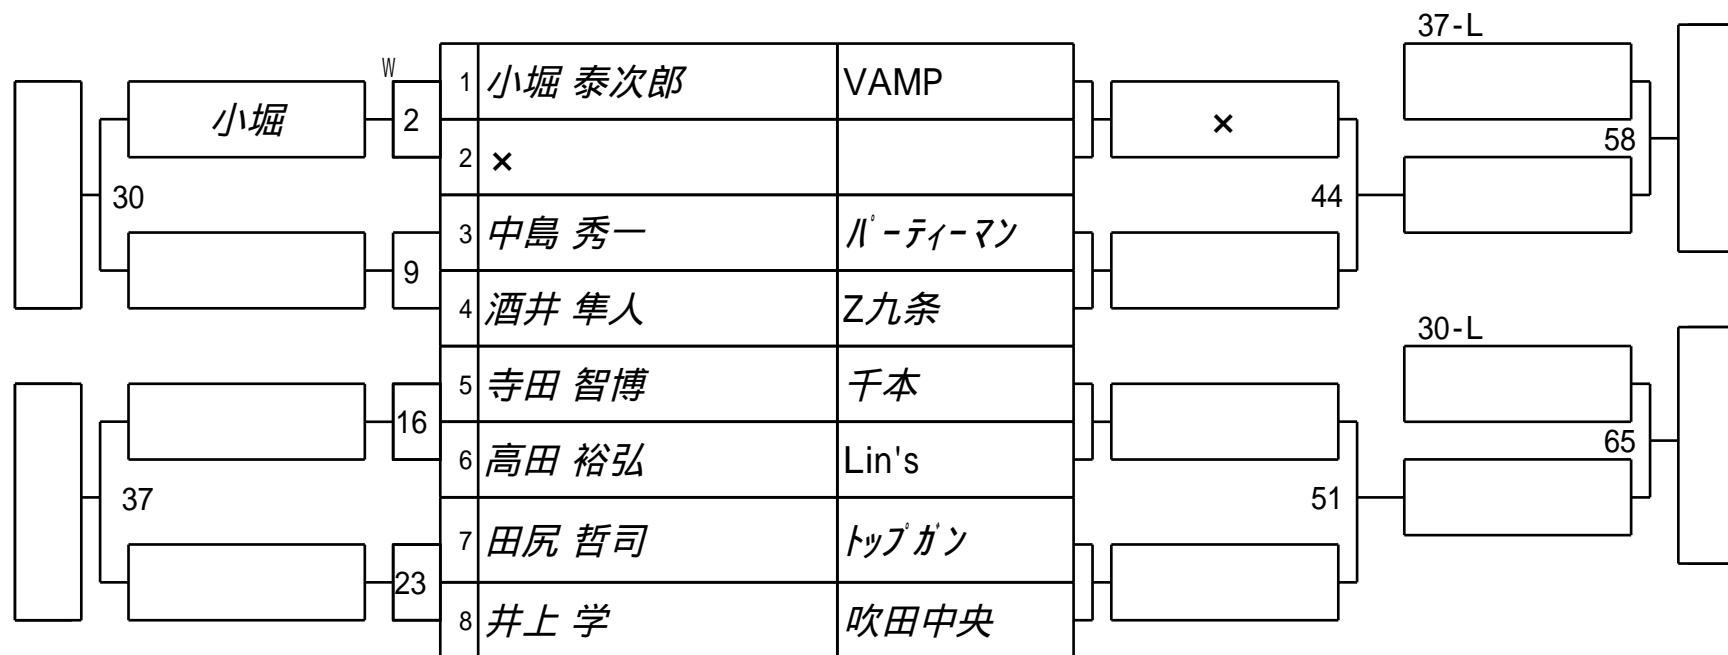 37-L
W
1 小堀 泰次郎 VAMP
小堀 2 × 58
2 ×
30 44
3 中島 秀一 パーティーマン
9
4 酒井 隼人 Z九条
30-L
5 寺田 智博 千本
16 65
6 高田 裕弘 Lin's
37 51
7 田尻 哲司 トップガン
23
8 井上 学 吹田中央